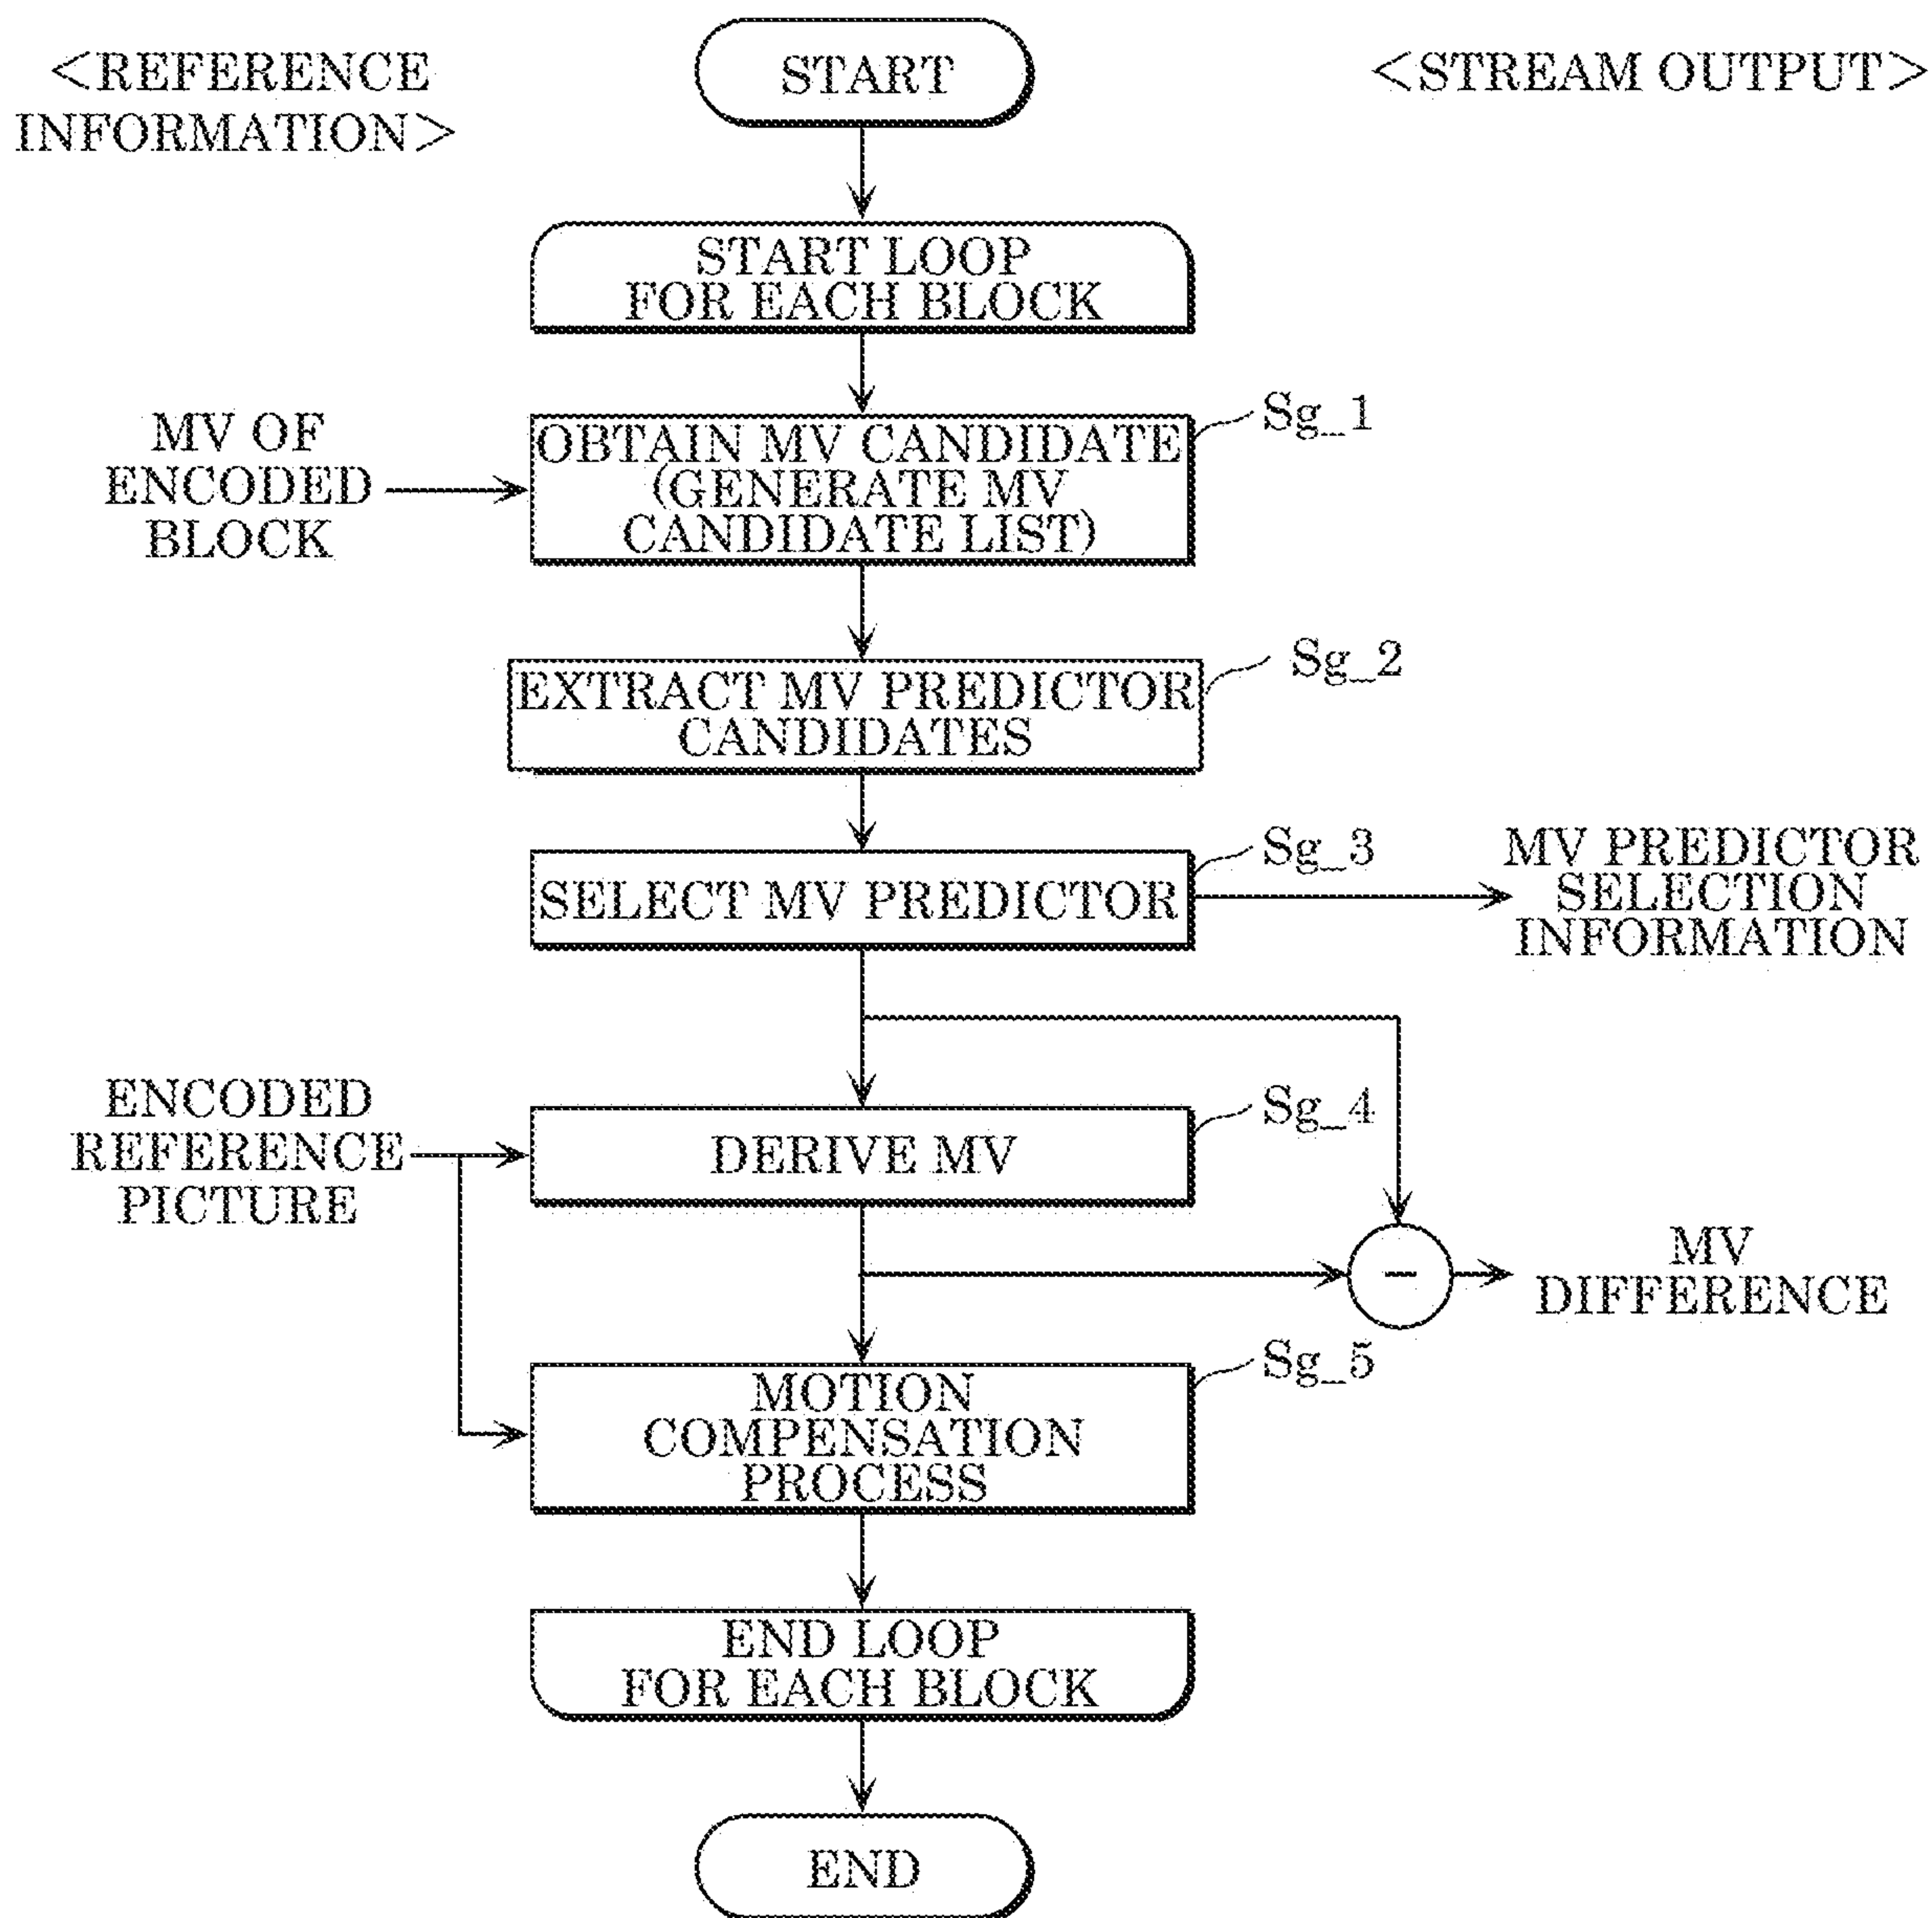 <REFERENCE
INFORMATION>
START
<STREAM OUTPUT>
START LOOP
FOR EACH BLOCK
MV OF
ENCODED
BLOCK
OBTAIN MV CANDIDATE
(GENERATE MV
CANDIDATE LIST)
Sg_1
EXTRACT MV PREDICTOR
CANDIDATES
Sg_2
SELECT MV PREDICTOR
Sg_3
MV PREDICTOR
SELECTION
INFORMATION
ENCODED
REFERENCE
PICTURE
DERIVE MV
Sg_4
−
MV
DIFFERENCE
MOTION
COMPENSATION
PROCESS
Sg_5
END LOOP
FOR EACH BLOCK
END